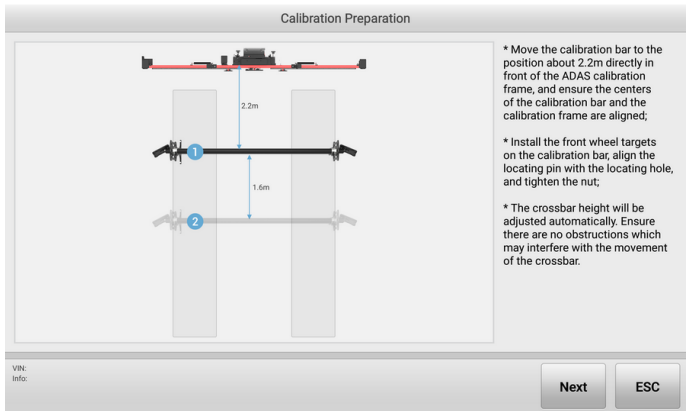 Calibration Preparation
* Move the calibration bar to the
position about 2.2m directly in
front of the ADAS calibration
frame, and ensure the centers
of the calibration bar and the
calibration frame are aligned;
* Install the front wheel targets
on the calibration bar, align the
locating pin with the locating hole,
and tighten the nut;
* The crossbar height will be
adjusted automatically. Ensure
there are no obstructions which
may interfere with the movement
of the crossbar.
2.2m
1
1.6m
2
VIN:
Info:
Next
ESC